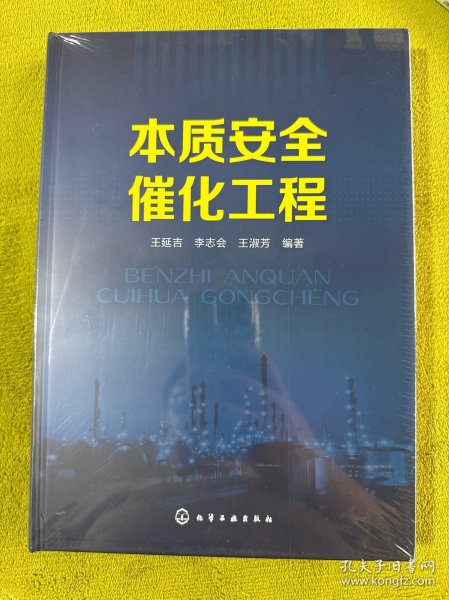 本质安全
催化工程
王延吉 李志会 王淑芳 编著
BENZHI ANQUAN
CUIHUA GONGCHENG
化学工业出版社
孔夫子旧书网
www.kongfz.com